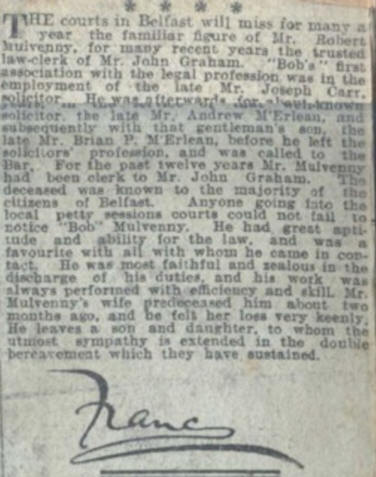 * * * *
THE courts in Belfast will miss for many a
year the familiar figure of Mr. Robert
Mulvenny, for many recent years the trusted
law-clerk of Mr. John Graham. "Bob's" first
association with the legal profession was in the
employment of the late Mr. Joseph Carr,
solicitor. He was afterwards for
solicitor, the late Mr. Andrew M'Erlean, and
subsequently with that gentleman's son, the
late Mr. Brian P. M'Erlean, before he left the
solicitors' profession, and was called to the
Bar. For the past twelve years Mr. Mulvenny
had been clerk to Mr. John Graham. The
deceased was known to the majority of the
citizens of Belfast. Anyone going into the
local petty sessions courts could not fail to
notice "Bob" Mulvenny. He had great apti-
tude and ability for the law, and was a
favourite with all with whom he came in con-
tact. He was most faithful and zealous in the
discharge of his duties, and his work was
always performed with efficiency and skill. Mr.
Mulvenny's wife predeceased him about two
months ago, and he felt her loss very keenly.
He leaves a son and daughter, to whom the
utmost sympathy is extended in the double
bereavement which they have sustained.